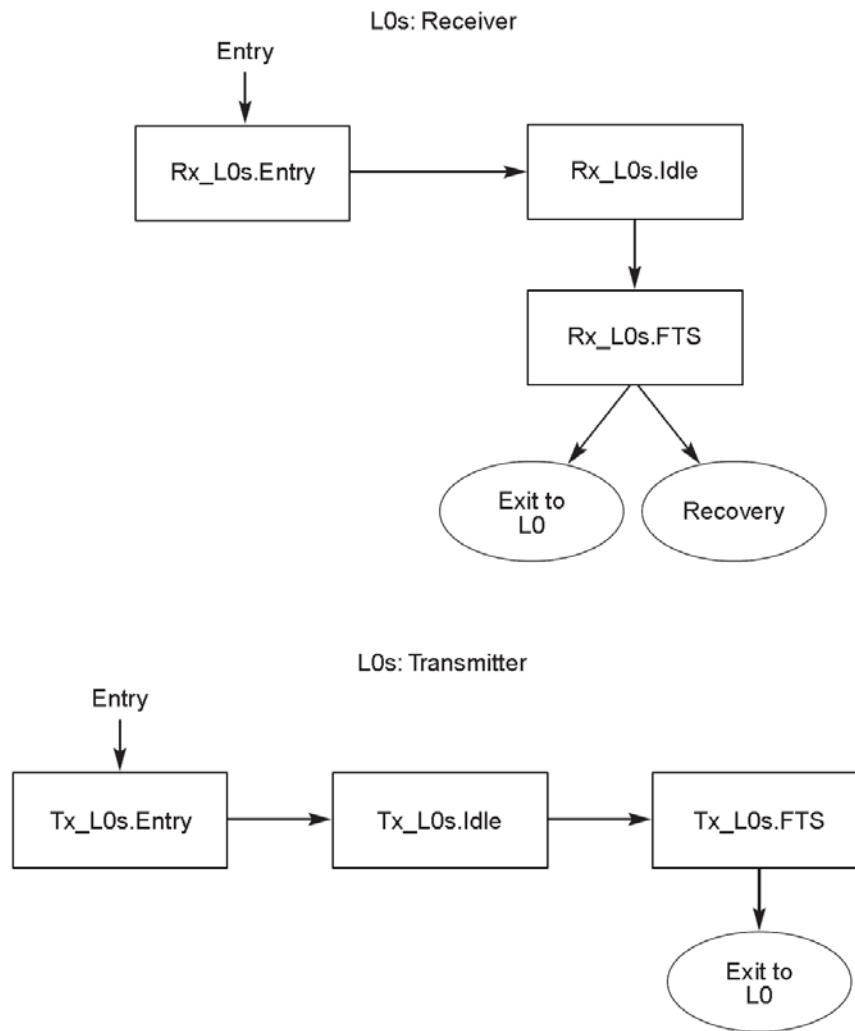 L0s: Receiver
Entry
Rx_L0s.Entry
Rx_L0s.Idle
Rx_L0s.FTS
Exit to
L0
Recovery
L0s: Transmitter
Entry
Tx_L0s.Entry
Tx_L0s.Idle
Tx_L0s.FTS
Exit to
L0